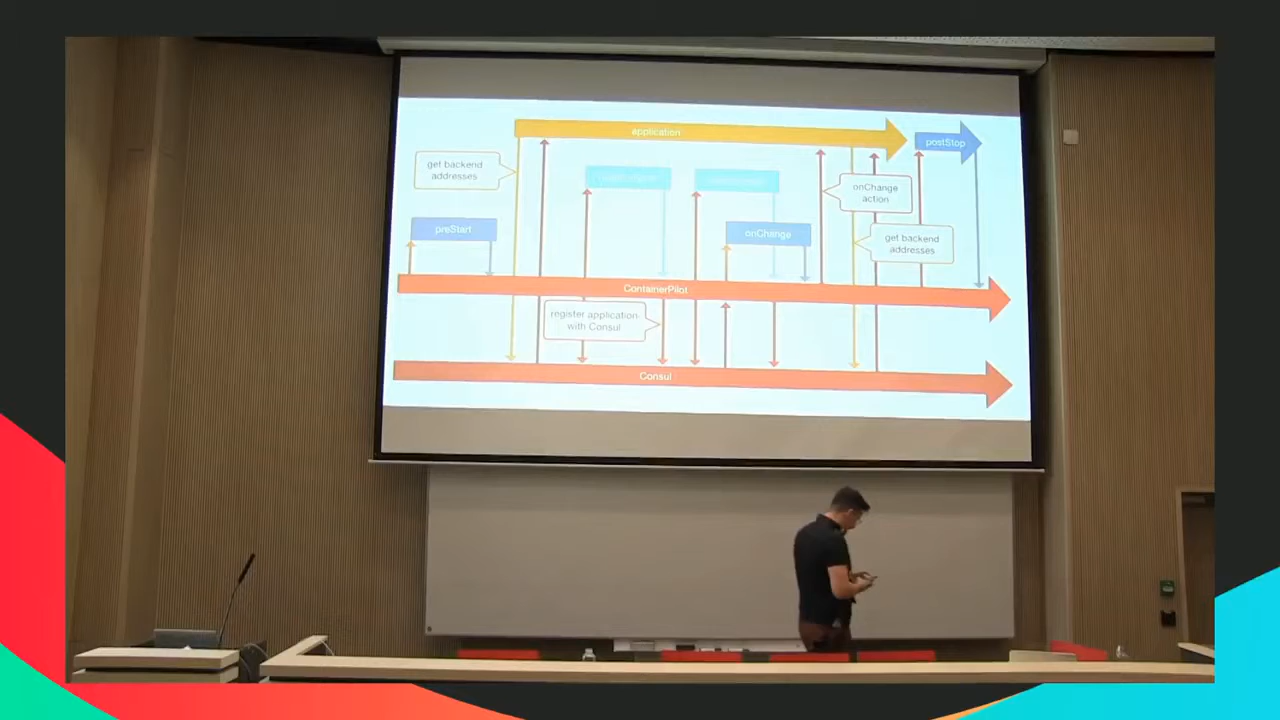 application
postStop
get backend
addresses
onChange
action
preStart
onChange
get backend
addresses
ContainerPilot
register application
with Consul
Consul